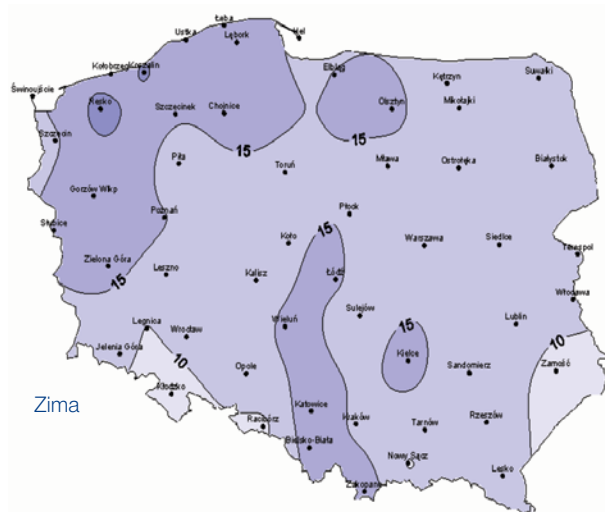 Łeba
Ustka
Lębork
Hel
Kołobrzeg
Koszalin
Elbląg
Kętrzyn
Suwałki
Świnoujście
Resko
Szczecinek
Chojnice
Olsztyn
Mikołajki
Szczecin
15
15
Piła
Toruń
Mława
Ostrołęka
Białystok
Gorzów Wlkp
Poznań
Płock
Słubice
15
Koło
Warszawa
Siedlce
Terespol
Zielona Góra
Leszno
Kalisz
Łódź
15
Włodawa
Sulejów
Legnica
Wieluń
15
Lublin
Wrocław
10
Jelenia Góra
10
Kielce
Opole
Sandomierz
Zamość
Kłodzko
Zima
Katowice
Racibórz
Kraków
Tarnów
Rzerzów
Bielsko-Biała
Nowy Sącz
Lesko
Zakopane